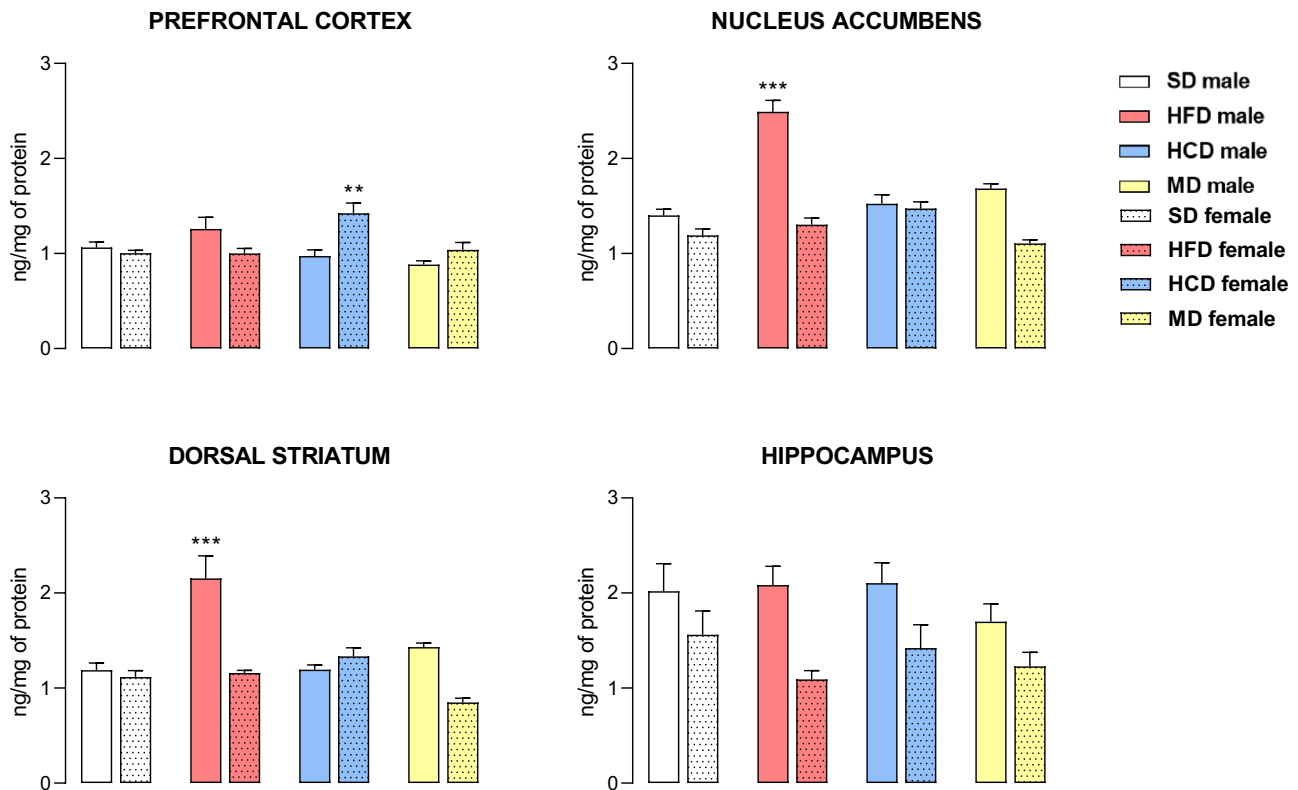 PREFRONTAL CORTEX
ng/mg of protein
3
2
1
0
**
NUCLEUS ACCUMBENS
ng/mg of protein
3
2
1
0
***
SD male
HFD male
HCD male
MD male
SD female
HFD female
HCD female
MD female
DORSAL STRIATUM
ng/mg of protein
3
2
1
0
***
HIPPOCAMPUS
ng/mg of protein
3
2
1
0